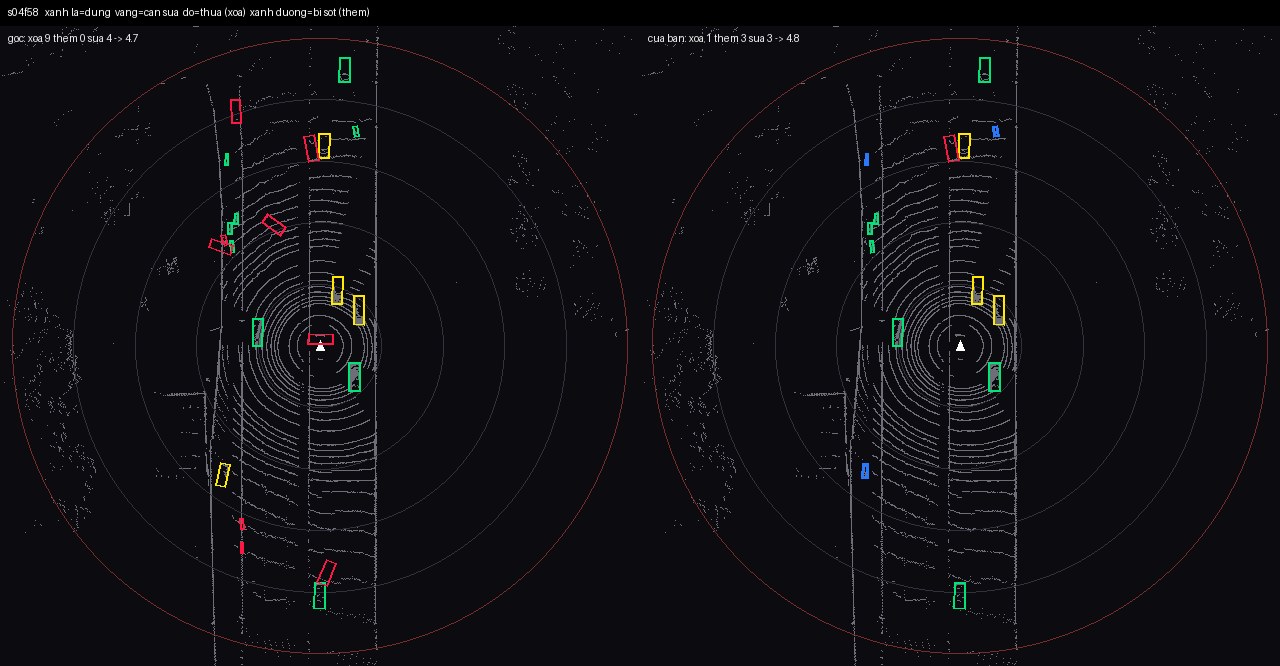 s04f58 xanh la=dung vang=can sua do=thua (xoa) xanh duong=bi sot (them)
goc: xoa 9 them 0 sua 4 -> 4.7
cua ban: xoa 1 them 3 sua 3 -> 4.8